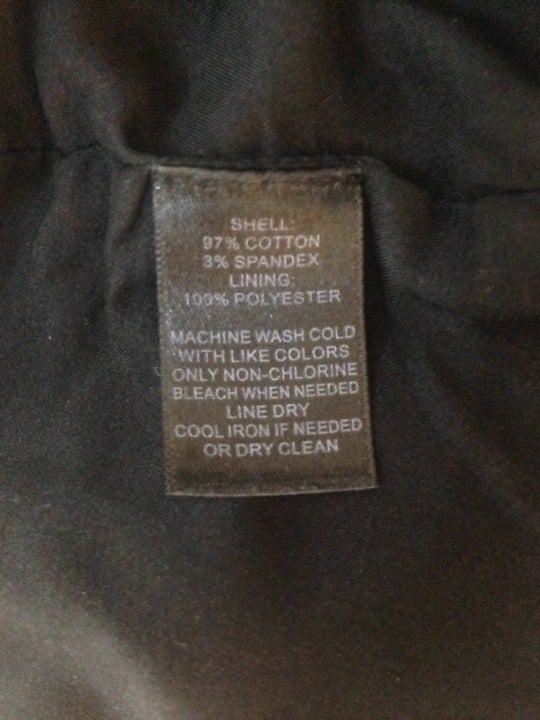 SHELL:
97% COTTON
3% SPANDEX
LINING:
100% POLYESTER
MACHINE WASH COLD
WITH LIKE COLORS
ONLY NON-CHLORINE
BLEACH WHEN NEEDED
LINE DRY
COOL IRON IF NEEDED
OR DRY CLEAN